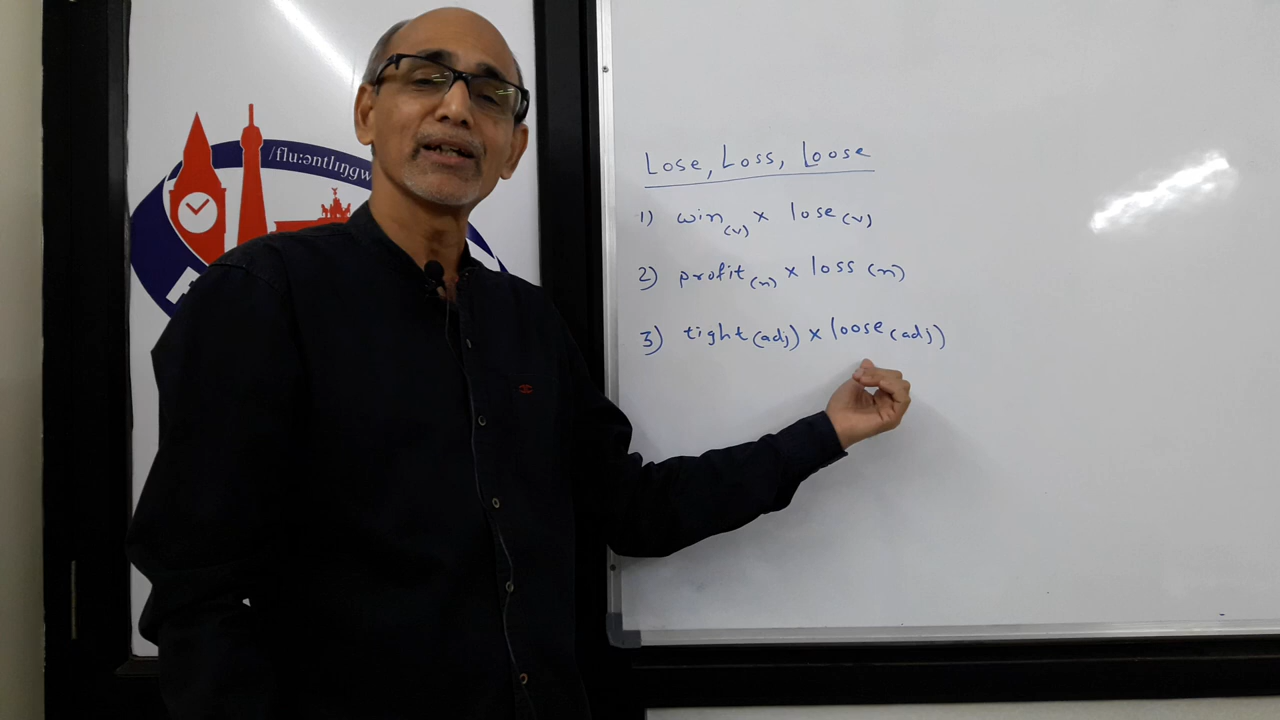 /flu:əntlɪŋgw
Lose, Loss, Loose
1) win (v) x lose (v)
2) profit (n) x loss (n)
3) tight (adj) x loose (adj)